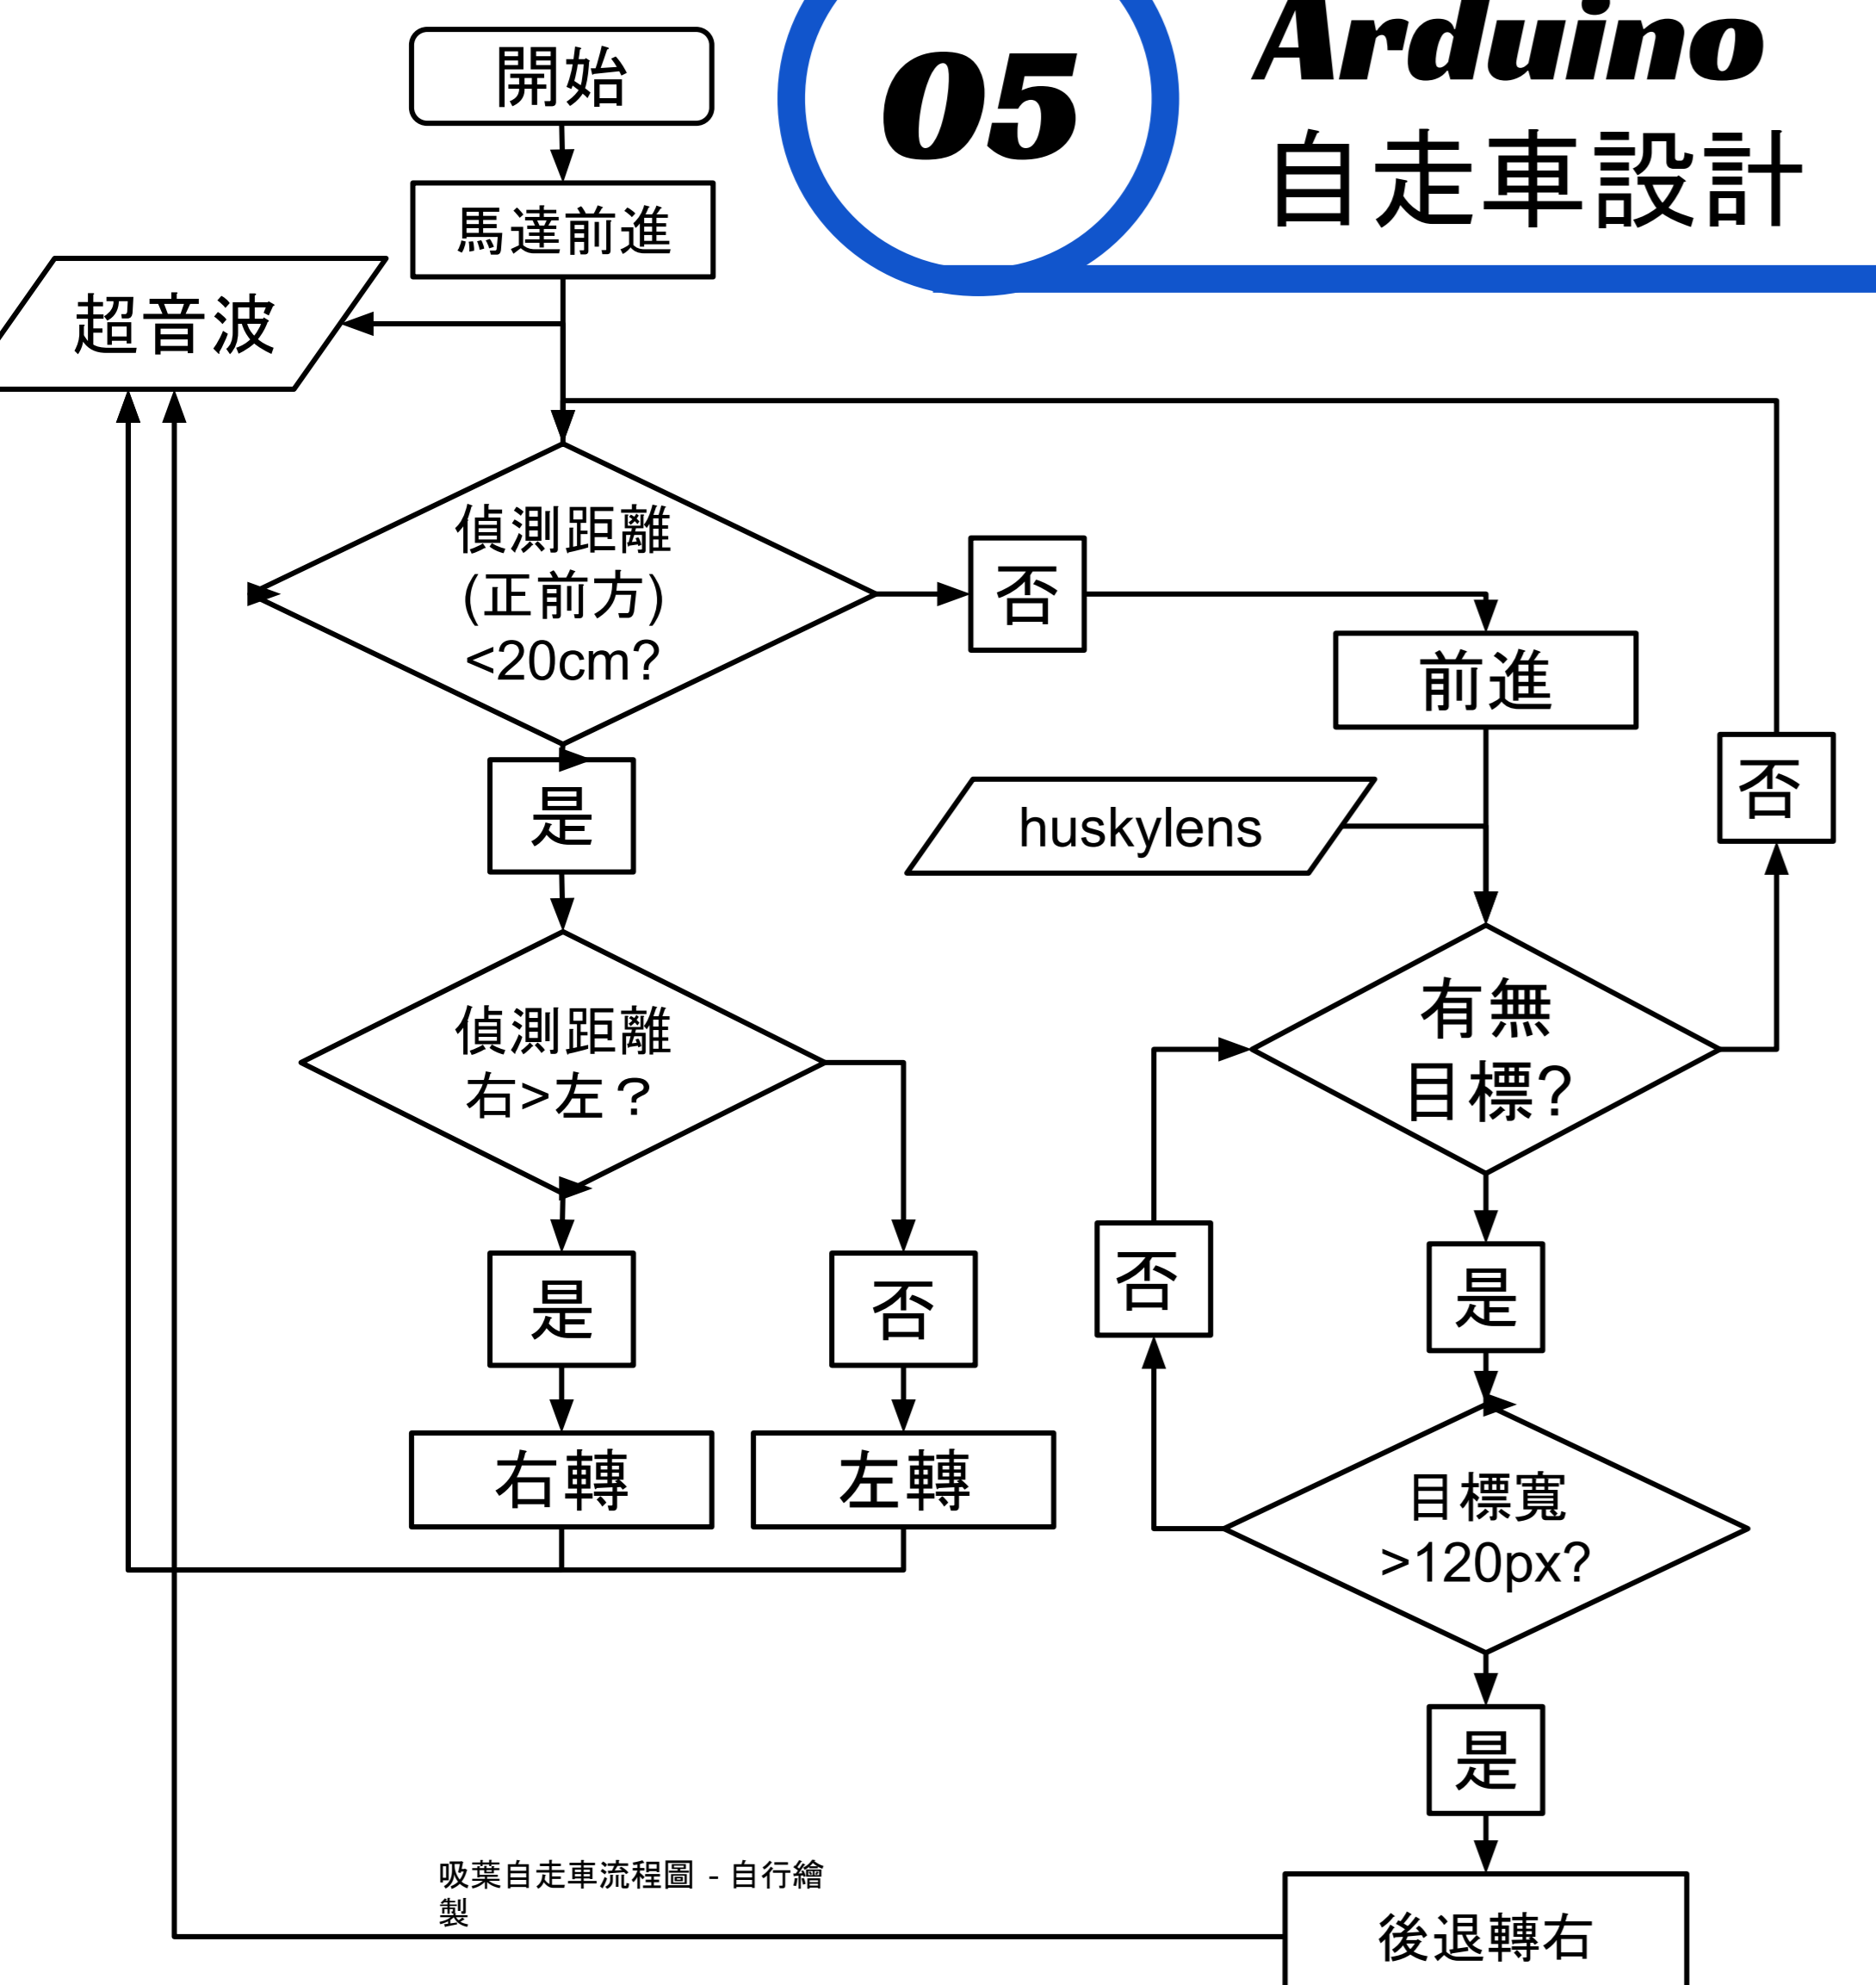 05
Arduino
自走車設計
開始
馬達前進
超音波
偵測距離
(正前方)
<20cm?
否
前進
否
是
huskylens
偵測距離
右>左？
有無
目標?
是
否
否
是
右轉
左轉
目標寬
>120px?
是
吸葉自走車流程圖 - 自行繪
製
後退轉右